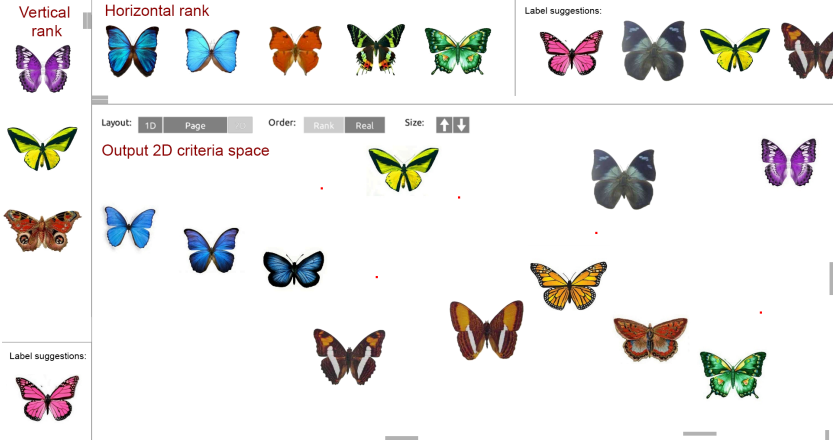 Vertical
rank
Horizontal rank
Label suggestions:
Layout: 1D Page Order: Rank Real Size:
Output 2D criteria space
Label suggestions: